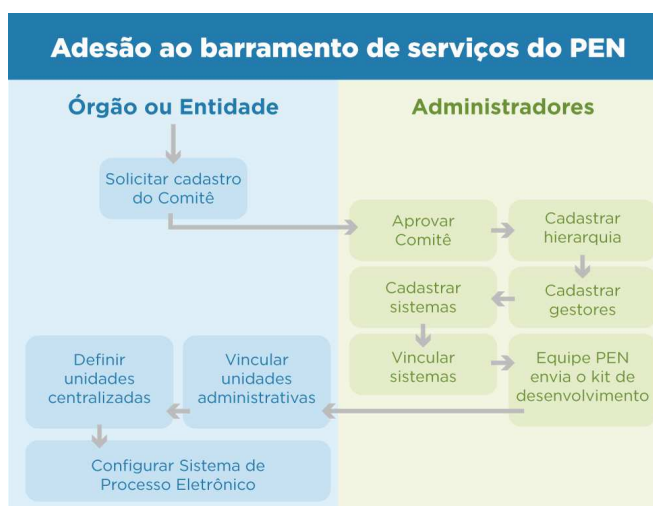 Adesão ao barramento de serviços do PEN
Órgão ou Entidade
Administradores
Solicitar cadastro
do Comitê
Aprovar
Comitê
Cadastrar
hierarquia
Cadastrar
gestores
Cadastrar
sistemas
Vincular
sistemas
Equipe PEN
envia o kit de
desenvolvimento
Vincular
unidades
administrativas
Definir
unidades
centralizadas
Configurar Sistema de
Processo Eletrônico